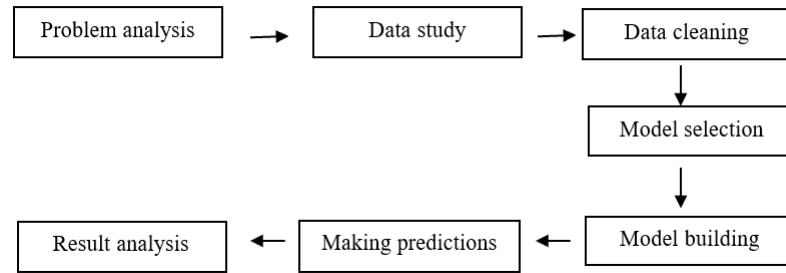 Problem analysis
Data study
Data cleaning
Model selection
Model building
Making predictions
Result analysis